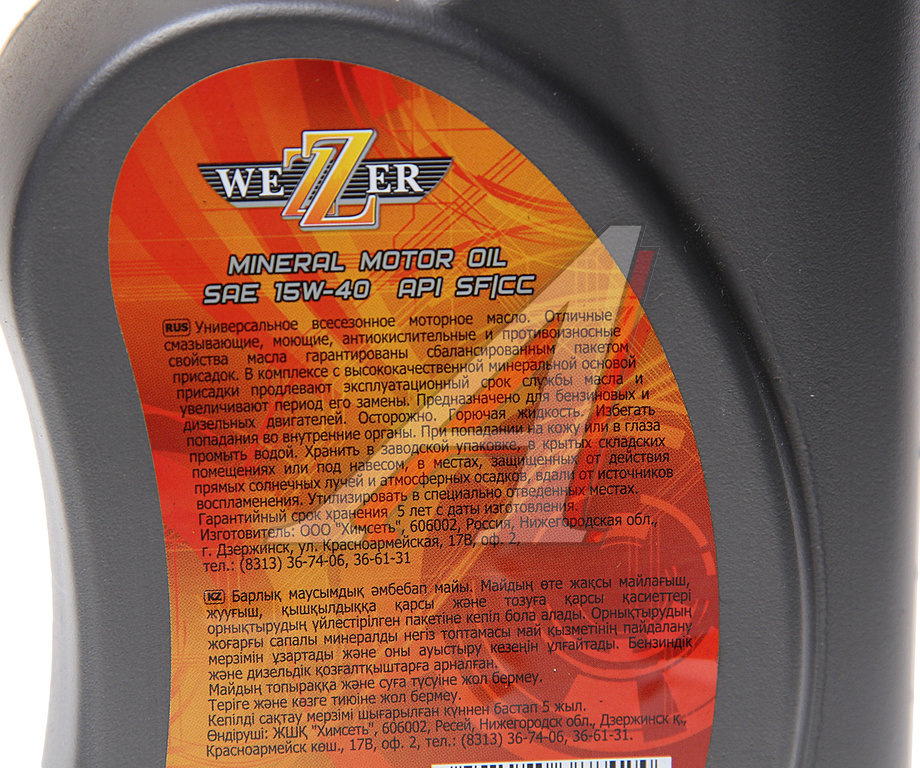 WEZZER
MINERAL MOTOR OIL
SAE 15W-40 API SF/CC
RUS Универсальное всесезонное моторное масло. Отличные
смазывающие, моющие, антиокислительные и противоизносные
свойства масла гарантированы сбалансированным пакетом
присадок. В комплексе с высококачественной минеральной основой
присадки продлевают эксплуатационный срок службы масла и
увеличивают период его замены. Предназначено для бензиновых и
дизельных двигателей. Осторожно. Горючая жидкость. Избегать
попадания во внутренние органы. При попадании на кожу или в глаза
промыть водой. Хранить в заводской упаковке, в крытых складских
помещениях или под навесом, в местах, защищенных от действия
прямых солнечных лучей и атмосферных осадков, вдали от источников
воспламенения. Утилизировать в специально отведенных местах.
Гарантийный срок хранения 5 лет с даты изготовления.
Изготовитель: ООО "Химсеть", 606002, Россия, Нижегородская обл.,
г. Дзержинск, ул. Красноармейская, 17В, оф. 2,
тел.: (8313) 36-74-06, 36-61-31
KZ Барлық маусымдық әмбебап майы. Майдың өте жақсы майлағыш,
жууғыш, қышқылдыққа қарсы және тозуға қарсы қасиеттері
орнықтырудың үйлестірілген пакетіне кепіл бола алады. Орнықтырудың
жоғарғы сапалы минералды негіз топтамасы май қызметінің пайдалану
мерзімін ұзартады және оны ауыстыру кезеңін ұлғайтады. Бензиндік
және дизельдік қозғалтқыштарға арналған.
Майдың топыраққа және суға түсуіне жол бермеу.
Теріге және көзге тиюіне жол бермеу.
Кепілді сақтау мерзімі шығарылған күннен бастап 5 жыл.
Өндіруші: ЖШҚ "Химсеть", 606002, Ресей, Нижегородск обл., Дзержинск қ.,
Красноармейск көш., 17В, оф. 2, тел.: (8313) 36-74-06, 36-61-31.